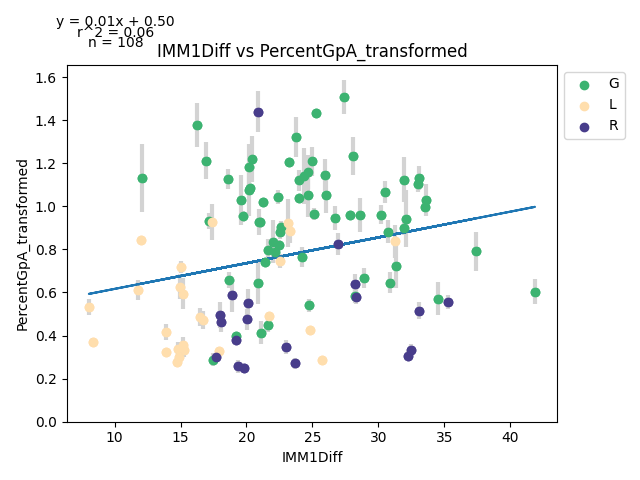 y = 0.01x + 0.50
r^2 = 0.06
n = 108
IMM1Diff vs PercentGpA_transformed
PercentGpA_transformed
1.6
1.4
1.2
1.0
0.8
0.6
0.4
0.2
0.0
10
15
20
25
30
35
40
IMM1Diff
G
L
R